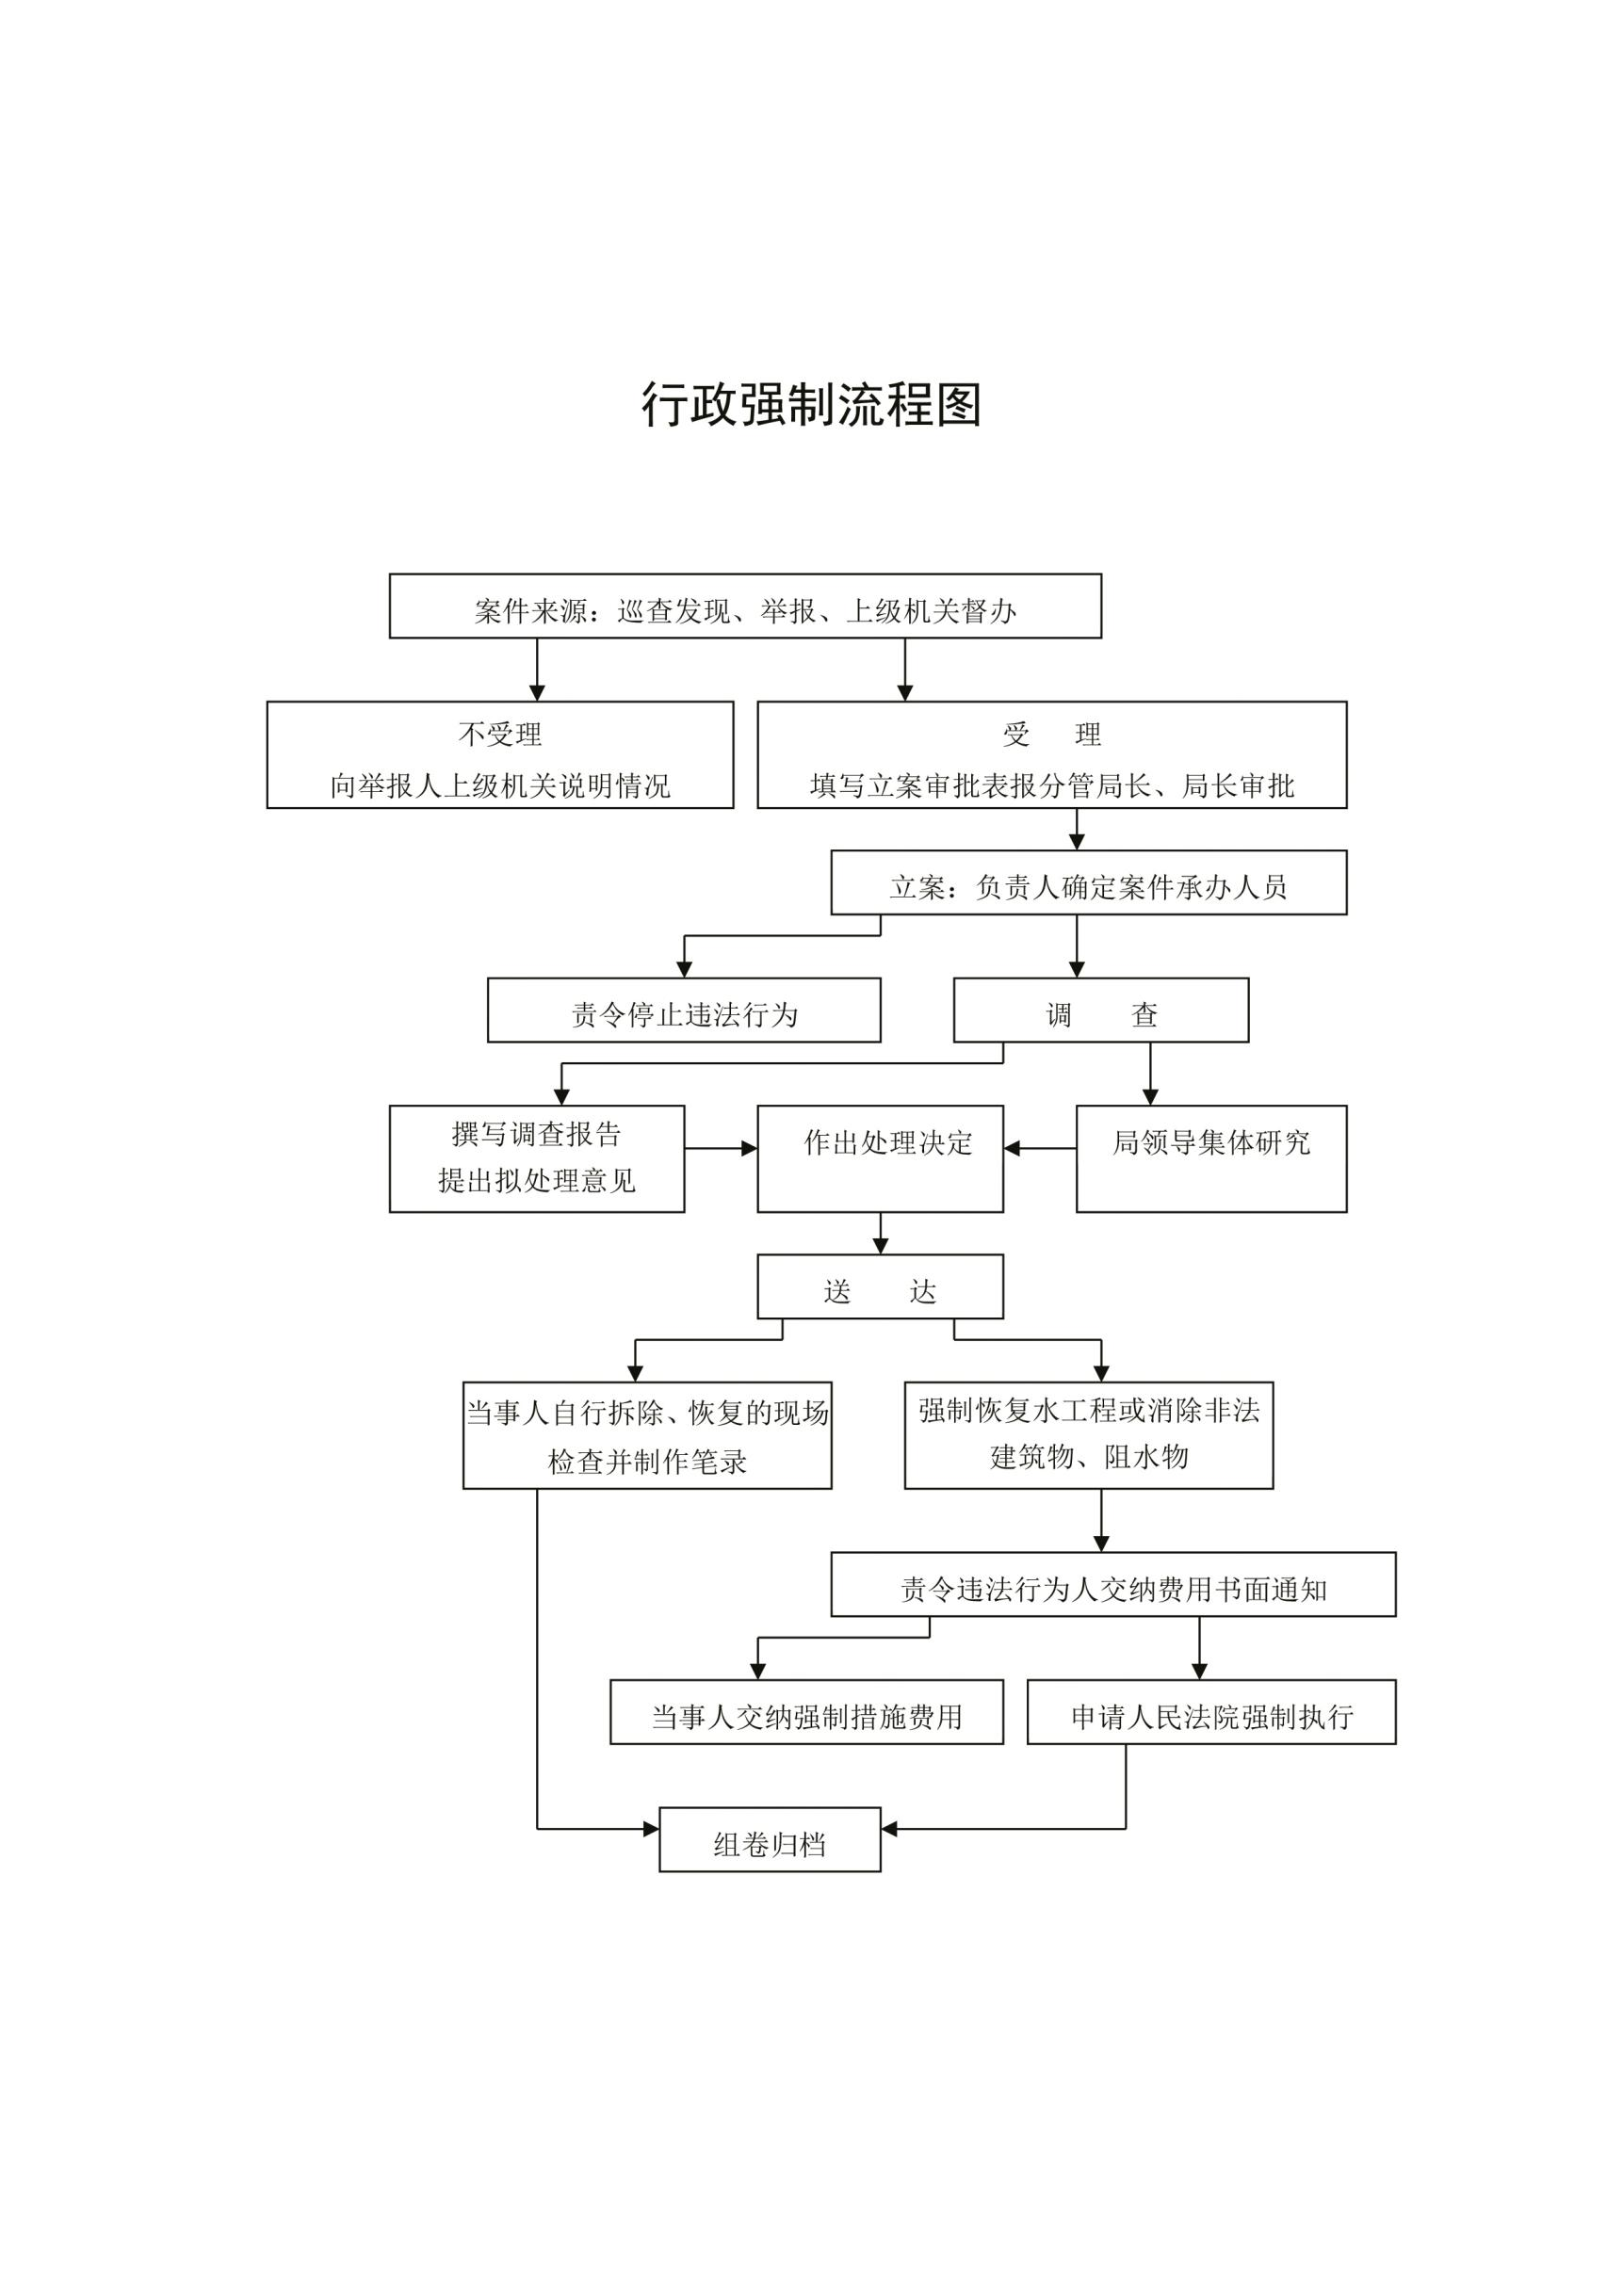 行政强制流程图
案件来源：巡查发现、举报、上级机关督办
不受理
向举报人上级机关说明情况
受 理
填写立案审批表报分管局长、局长审批
立案：负责人确定案件承办人员
责令停止违法行为
调 查
撰写调查报告
提出拟处理意见
作出处理决定
局领导集体研究
送 达
当事人自行拆除、恢复的现场
检查并制作笔录
强制恢复水工程或消除非法
建筑物、阻水物
责令违法行为人交纳费用书面通知
当事人交纳强制措施费用
申请人民法院强制执行
组卷归档